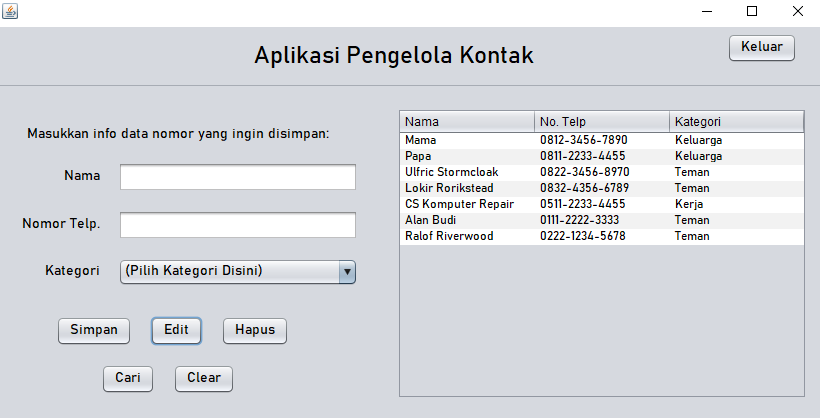 Aplikasi Pengelola Kontak
Keluar
Masukkan info data nomor yang ingin disimpan:
Nama
Nomor Telp.
Kategori (Pilih Kategori Disini)
Simpan Edit Hapus
Cari Clear
Nama No. Telp Kategori
Mama 0812-3456-7890 Keluarga
Papa 0811-2233-4455 Keluarga
Ulfric Stormcloak 0822-3456-8970 Teman
Lokir Rorikstead 0832-4356-6789 Teman
CS Komputer Repair 0511-2233-4455 Kerja
Alan Budi 0111-2222-3333 Teman
Ralof Riverwood 0222-1234-5678 Teman